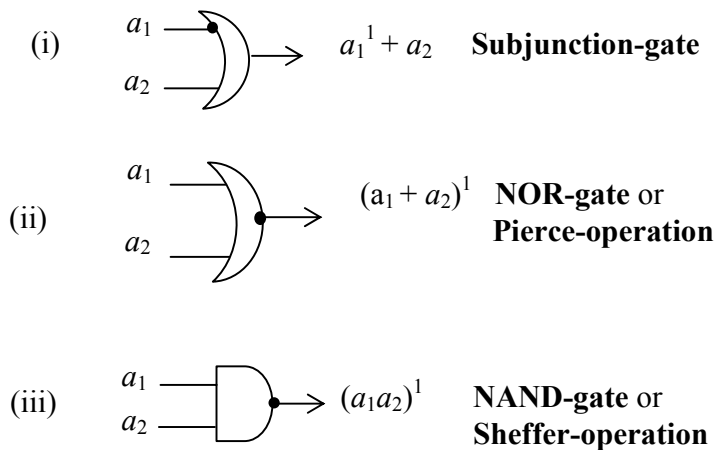 (i) a₁ a₂ a₁¹ + a₂ Subjunction-gate
(ii) a₁ a₂ (a₁ + a₂)¹ NOR-gate or
Pierce-operation
(iii) a₁ a₂ (a₁a₂)¹ NAND-gate or
Sheffer-operation